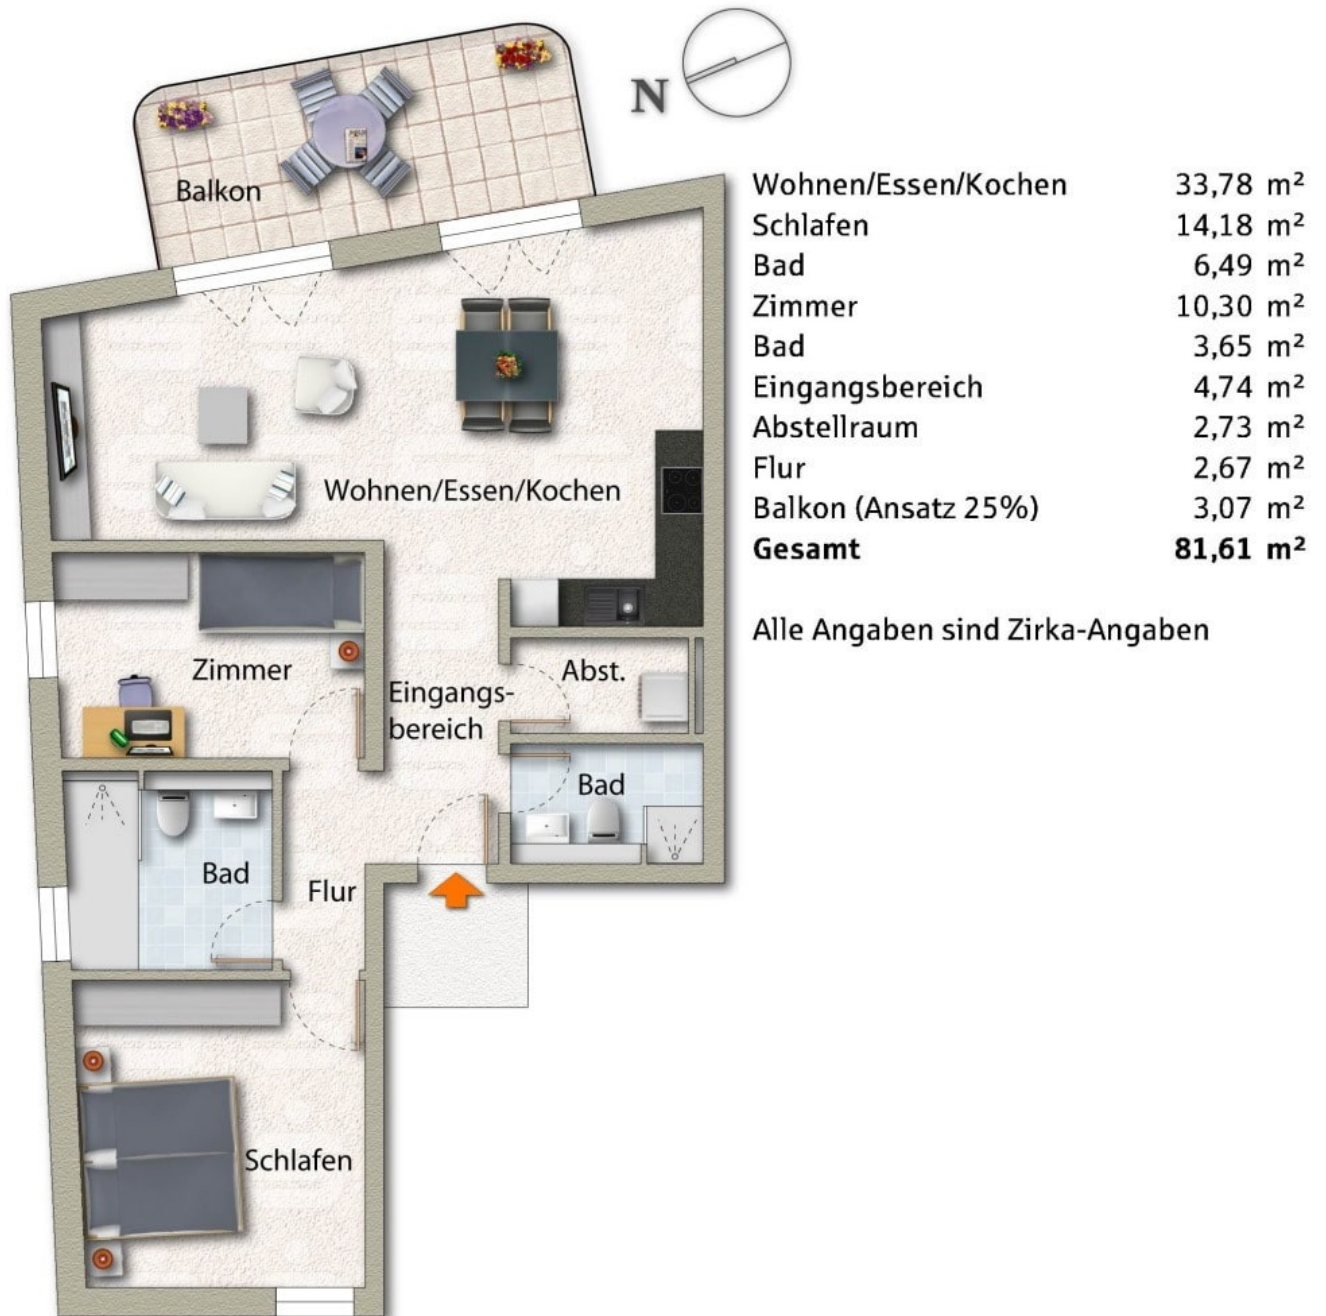 N
Balkon
Wohnen/Essen/Kochen 33,78 m²
Schlafen 14,18 m²
Bad 6,49 m²
Zimmer 10,30 m²
Bad 3,65 m²
Eingangsbereich 4,74 m²
Abstellraum 2,73 m²
Flur 2,67 m²
Balkon (Ansatz 25%) 3,07 m²
Gesamt 81,61 m²
Alle Angaben sind Zirka-Angaben
Wohnen/Essen/Kochen
Zimmer
Abst.
Eingangs-
bereich
Bad
Bad
Flur
Schlafen